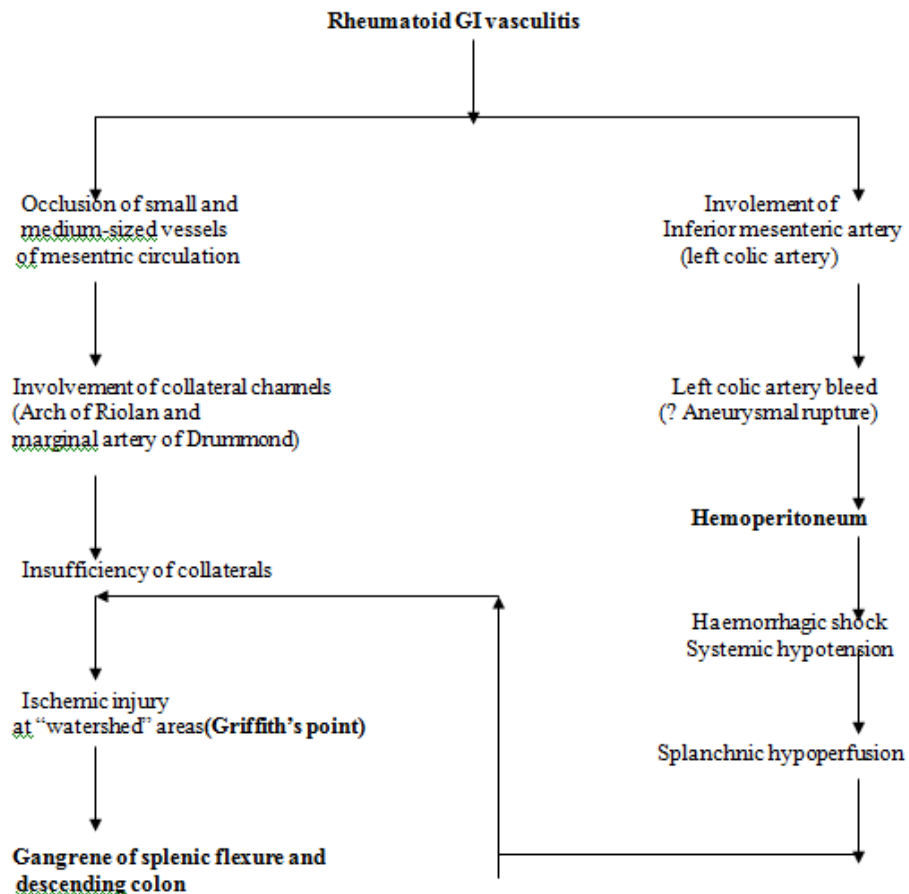 Rheumatoid GI vasculitis
Occlusion of small and
medium-sized vessels
of mesentric circulation
Involement of
Inferior mesenteric artery
(left colic artery)
Involvement of collateral channels
(Arch of Riolan and
marginal artery of Drummond)
Left colic artery bleed
(? Aneurysmal rupture)
Hemoperitoneum
Insufficiency of collaterals
Haemorrhagic shock
Systemic hypotension
Ischemic injury
at “watershed” areas(Griffith’s point)
Splanchnic hypoperfusion
Gangrene of splenic flexure and
descending colon